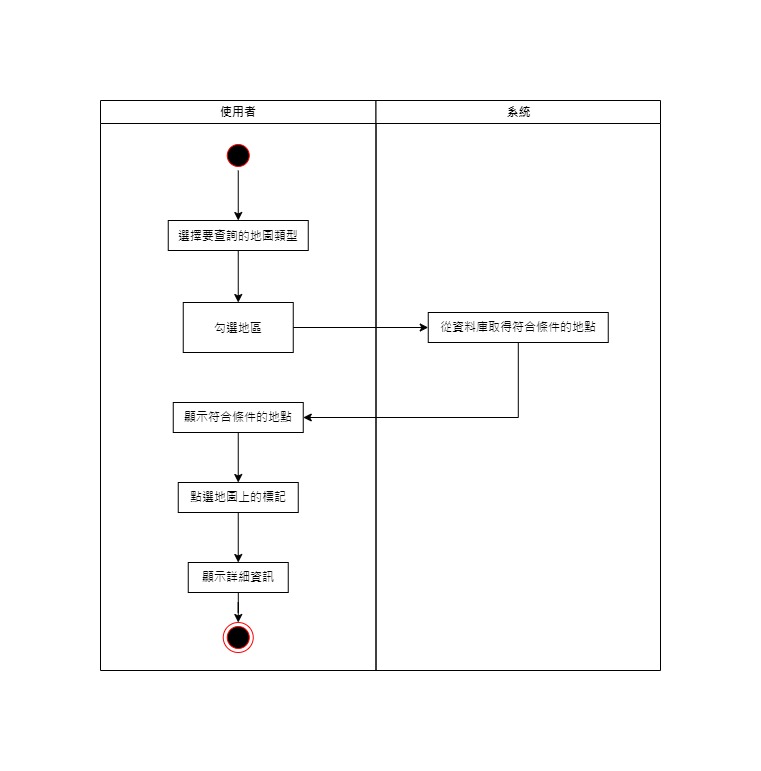 使用者
系統
選擇要查詢的地圖類型
勾選地區
從資料庫取得符合條件的地點
顯示符合條件的地點
點選地圖上的標記
顯示詳細資訊